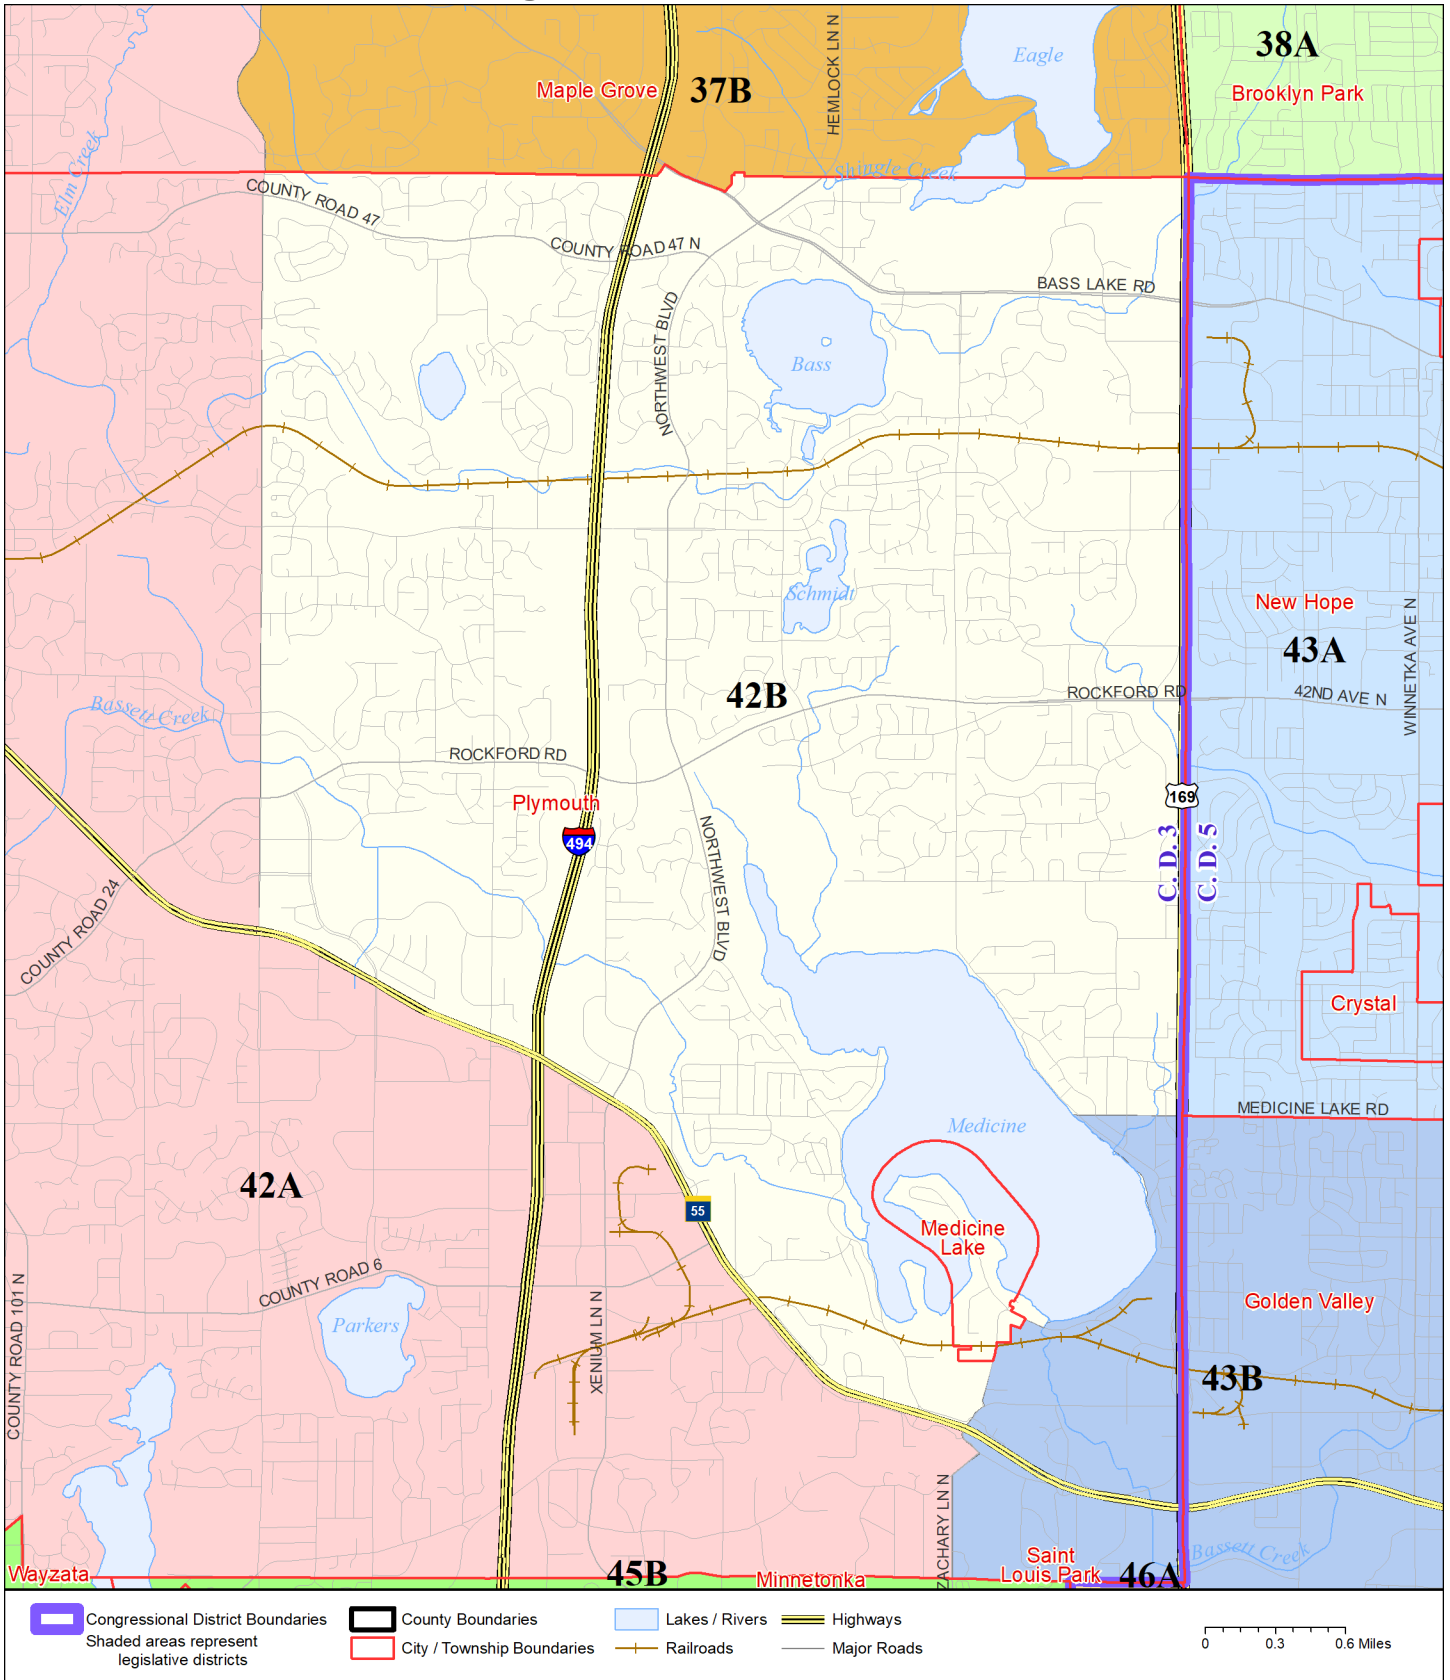 38A
Eagle
HEMLOCK LN N
Maple Grove
37B
Brooklyn Park
Elm Creek
Shingle Creek
COUNTY ROAD 47
COUNTY ROAD 47 N
BASS LAKE RD
NORTHWEST BLVD
N
Bass
Schmidt
New Hope
WINNETKA AVE N
43A
42B
ROCKFORD RD
42ND AVE N
Bassett Creek
ROCKFORD RD
Plymouth
494
169
C. D. 3
C. D. 5
NORTHWEST BLVD
COUNTY ROAD 24
Crystal
MEDICINE LAKE RD
Medicine
42A
55
Medicine
Lake
COUNTY ROAD 6
COUNTY ROAD 101 N
Parkers
XENIUM LN N
Golden Valley
43B
ZACHARY LN N
Bassett Creek
Saint
Louis Park
46A
Wayzata
45B
Minnetonka
Congressional District Boundaries
Shaded areas represent
legislative districts
County Boundaries
City / Township Boundaries
Lakes / Rivers
Railroads
Highways
Major Roads
0 0.3 0.6 Miles